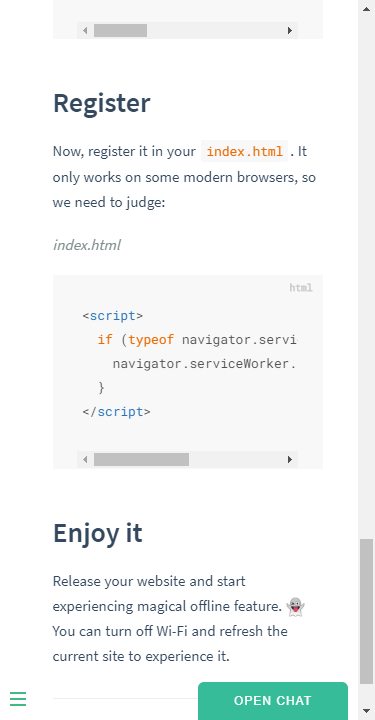 Register
Now, register it in your index.html. It
only works on some modern browsers, so
we need to judge:
index.html
html
<script>
if (typeof navigator.servi
navigator.serviceWorker.
}
</script>
Enjoy it
Release your website and start
experiencing magical offline feature. 👻
You can turn off Wi-Fi and refresh the
current site to experience it.
OPEN CHAT